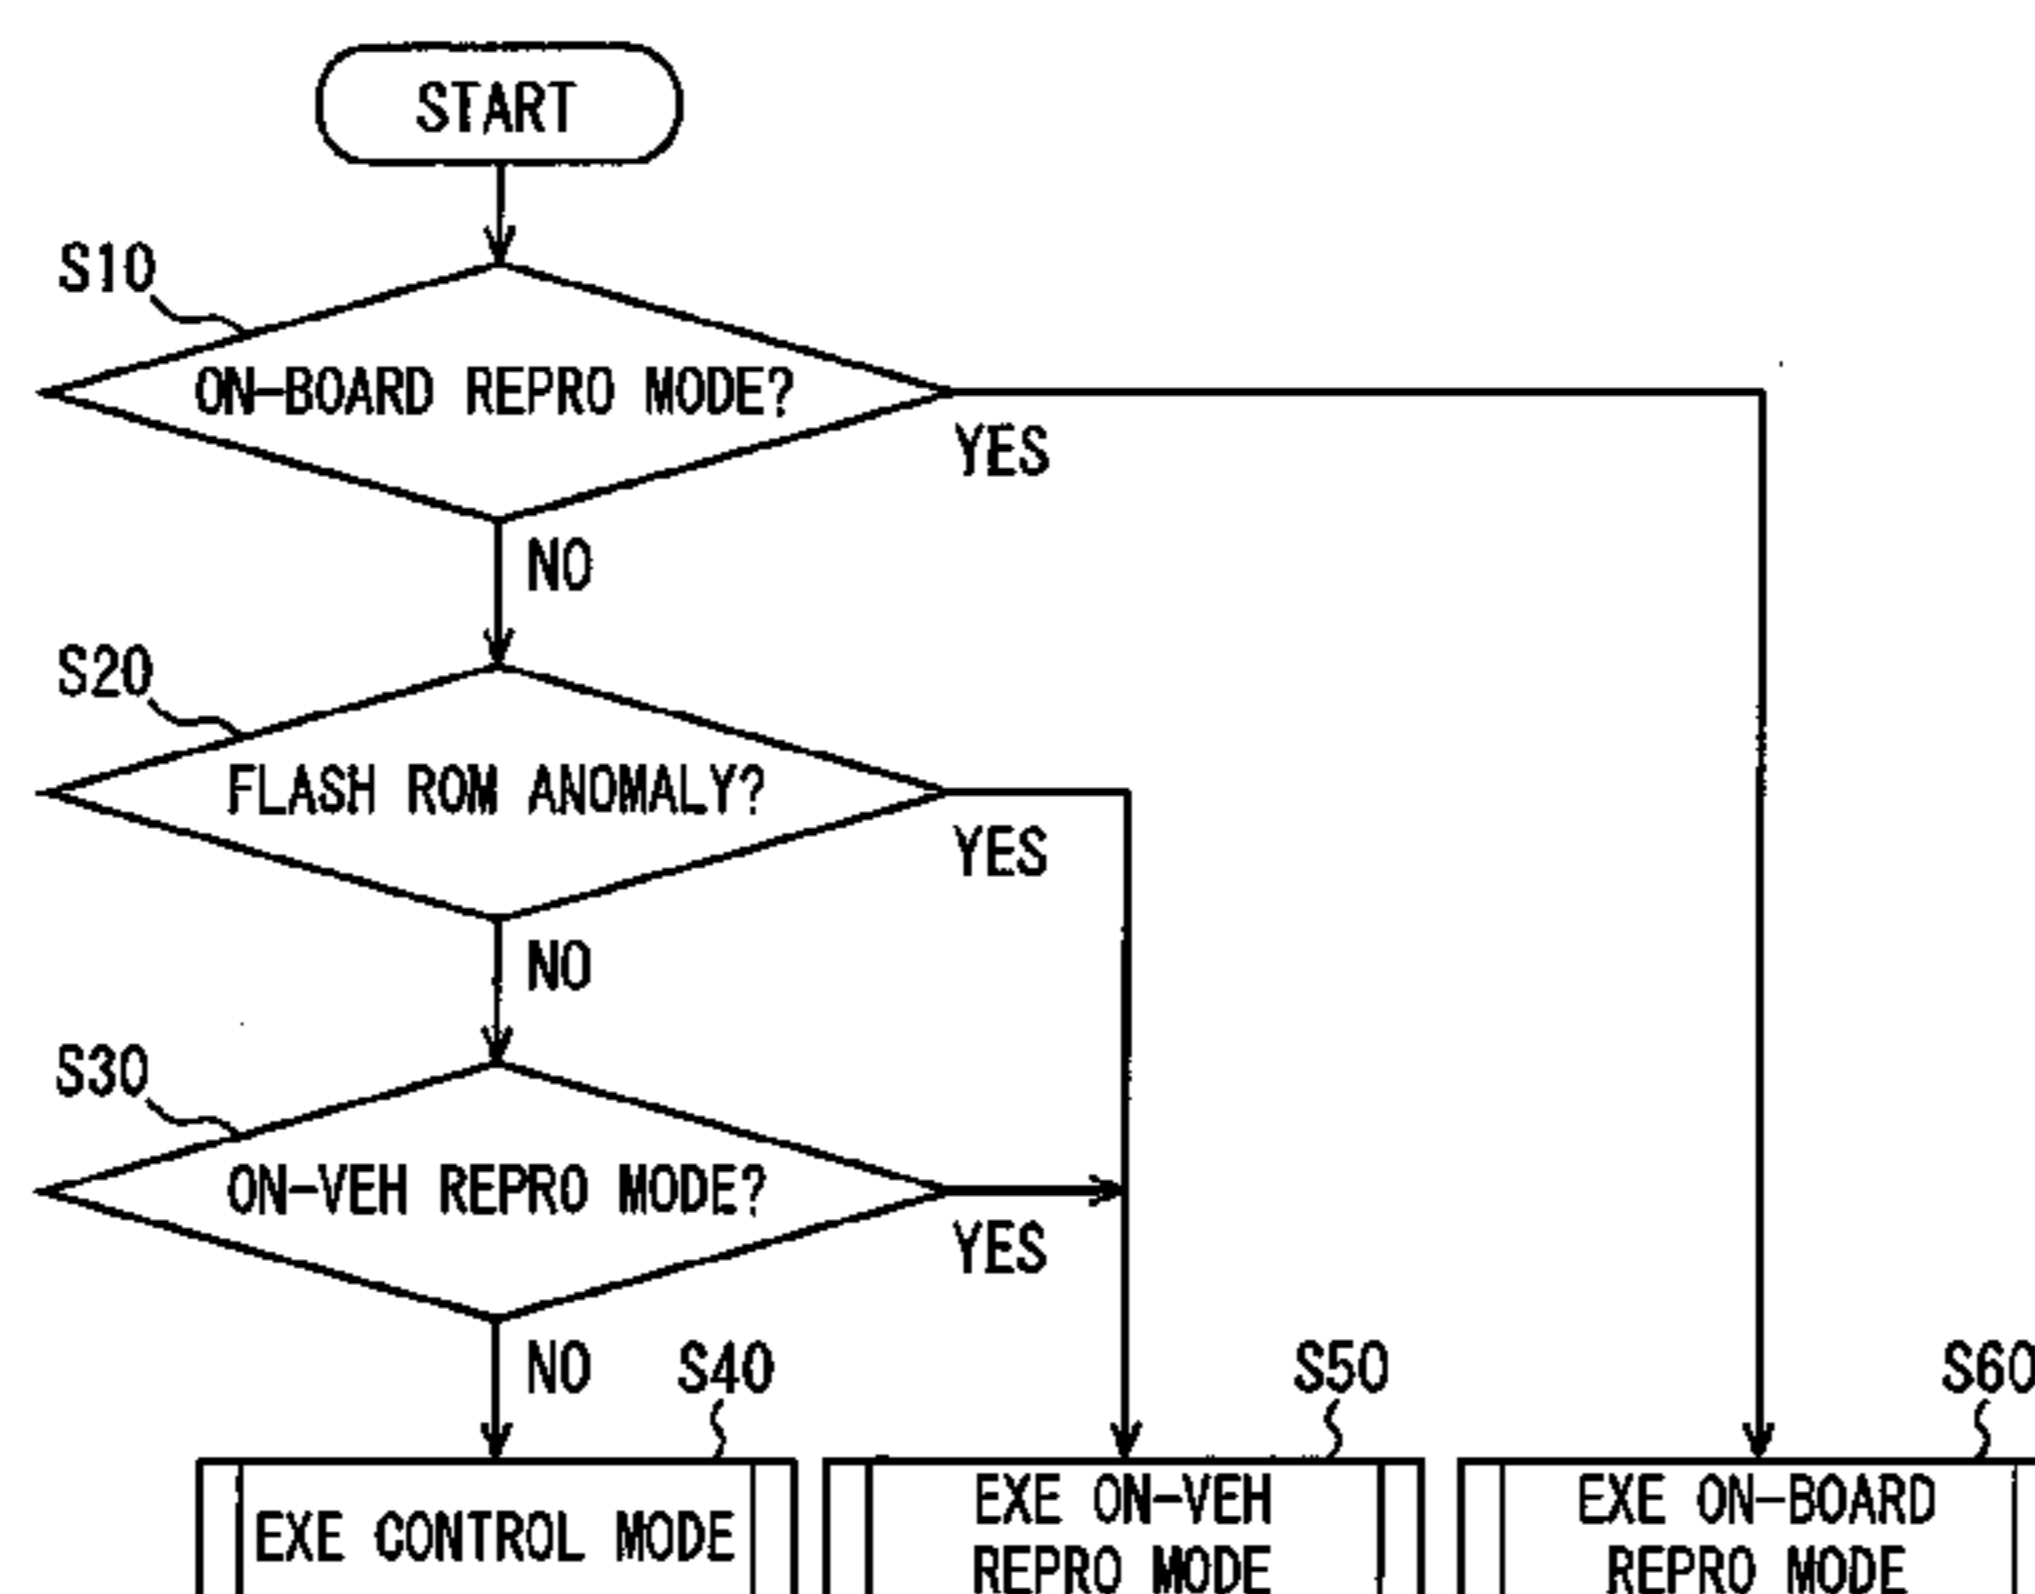 START
S10
ON-BOARD REPRO MODE?
YES
NO
S20
FLASH ROM ANOMALY?
YES
NO
S30
ON-VEH REPRO MODE?
YES
NO
S40
S50
S60
EXE CONTROL MODE
EXE ON-VEH
REPRO MODE
EXE ON-BOARD
REPRO MODE